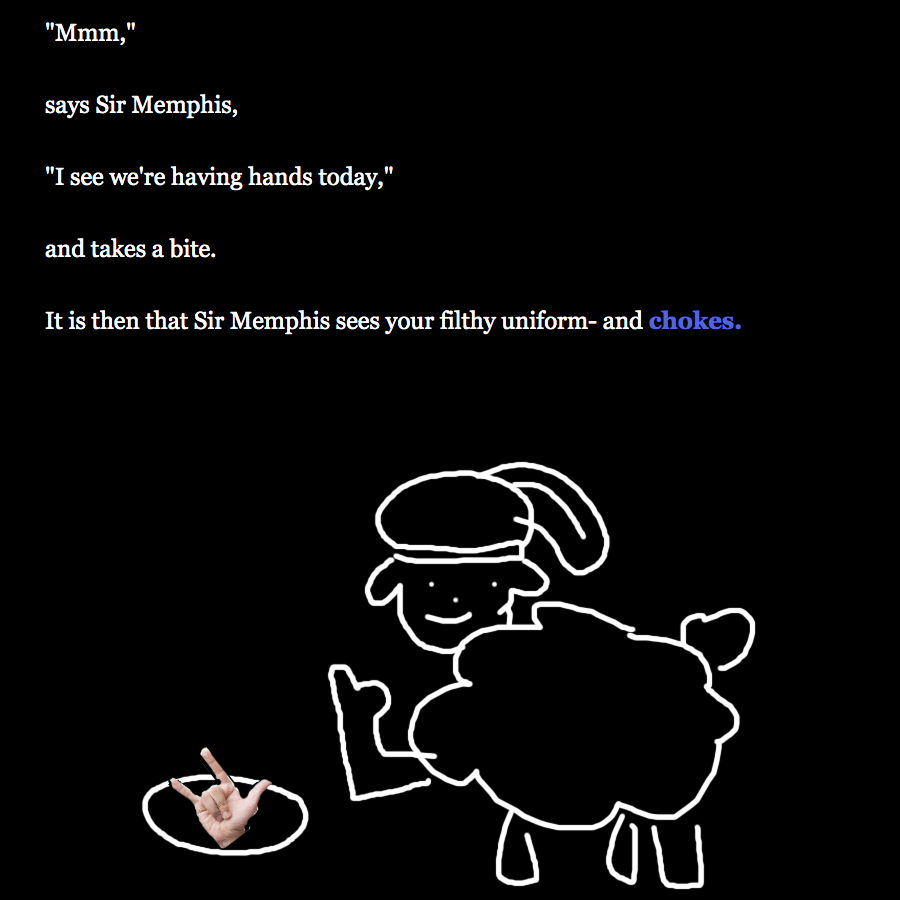 "Mmm,"
says Sir Memphis,
"I see we're having hands today,"
and takes a bite.
It is then that Sir Memphis sees your filthy uniform- and chokes.